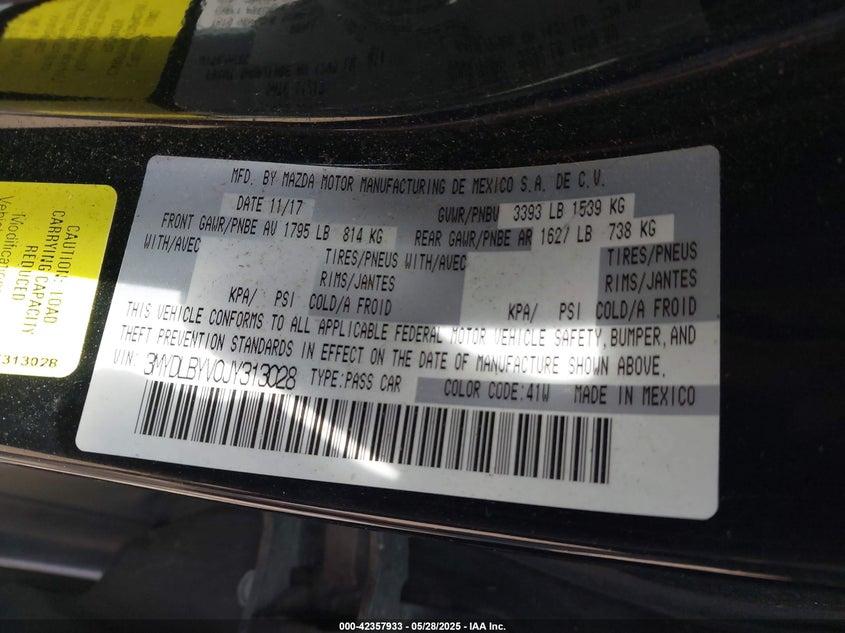 MFD. BY MAZDA MOTOR MANUFACTURING DE MEXICO S.A. DE C.V.
DATE 11/17 GVWR/PNBV 3393 LB 1539 KG
FRONT GAWR/PNBE AV 1795 LB 814 KG REAR GAWR/PNBE AR 1627 LB 738 KG
WITH/AVEC TIRES/PNEUS WITH/AVEC TIRES/PNEUS
RIMS/JANTES RIMS/JANTES
KPA/ PSI COLD/A FROID KPA/ PSI COLD/A FROID
THIS VEHICLE CONFORMS TO ALL APPLICABLE FEDERAL MOTOR VEHICLE SAFETY, BUMPER, AND
THEFT PREVENTION STANDARDS IN EFFECT ON THE DATE OF MANUFACTURE SHOWN ABOVE.
VIN: 3MYDLBYV0JY313028 TYPE:PASS CAR COLOR CODE:41W MADE IN MEXICO
CAUTION: LOAD
CARRYING CAPACITY
REDUCED
313028
000-42357933 - 05/28/2025 - IAA Inc.